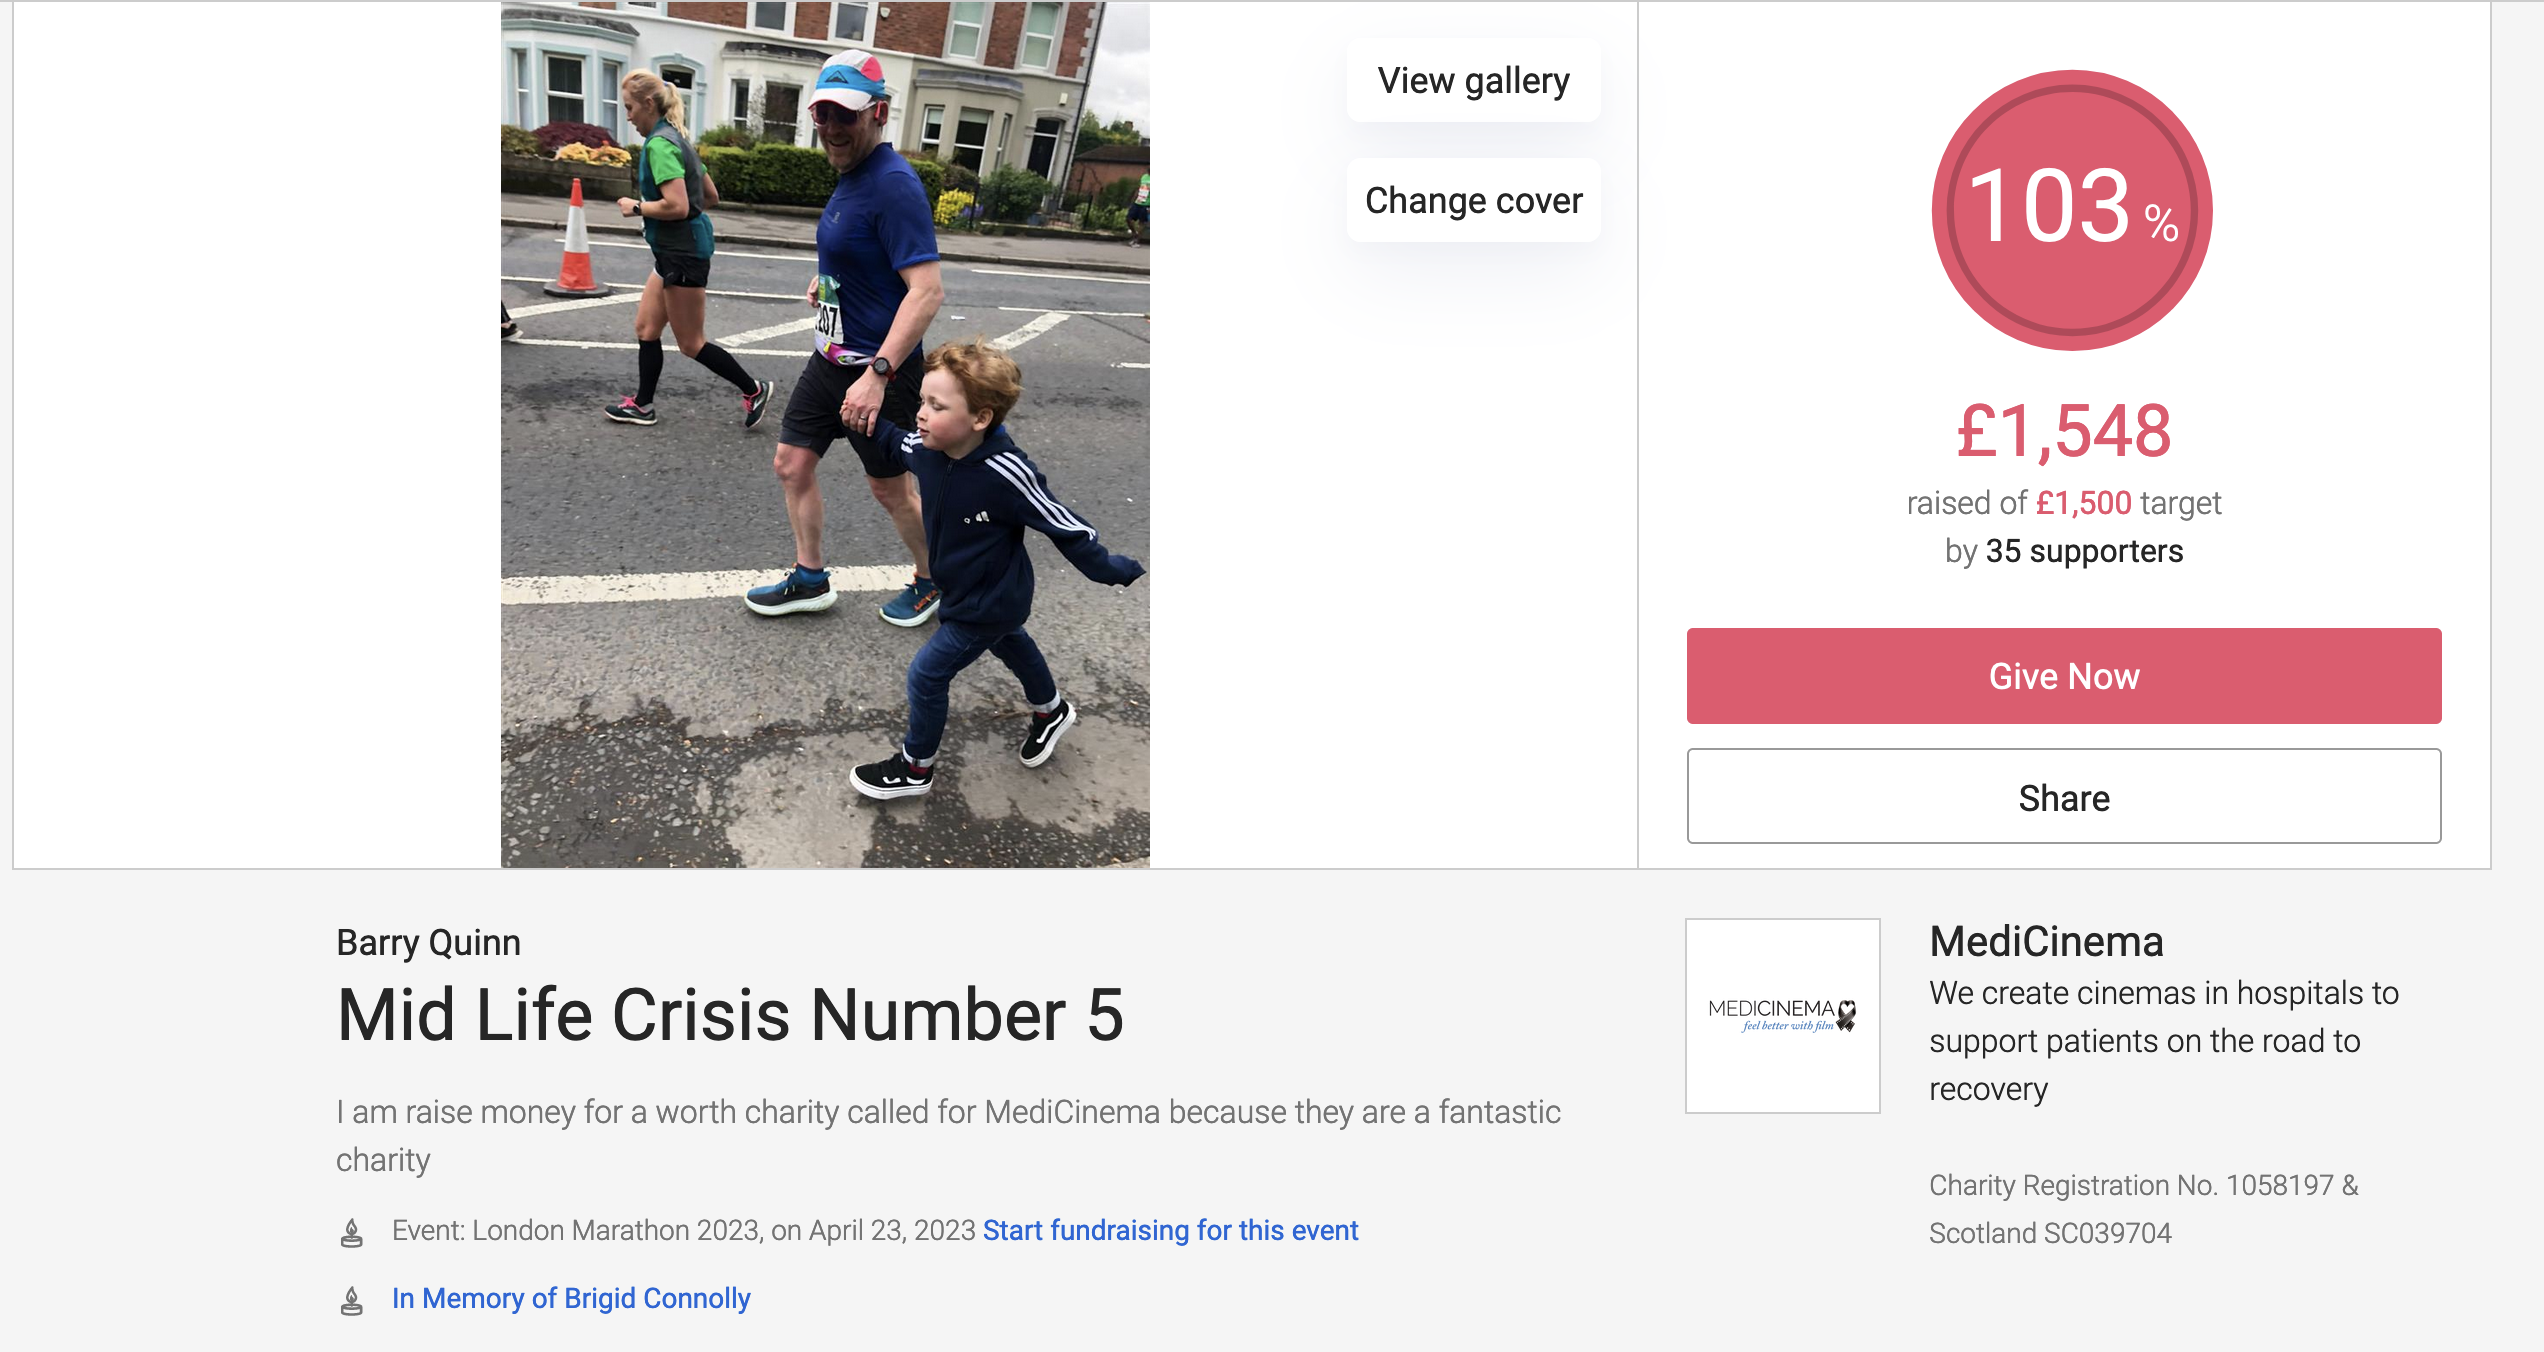 View gallery
Change cover
207
103 %
£1,548
raised of £1,500 target
by 35 supporters
Give Now
Share
Barry Quinn
Mid Life Crisis Number 5
I am raise money for a worth charity called for MediCinema because they are a fantastic
charity
Event: London Marathon 2023, on April 23, 2023 Start fundraising for this event
In Memory of Brigid Connolly
MEDICINEMA
feel better with film
MediCinema
We create cinemas in hospitals to
support patients on the road to
recovery
Charity Registration No. 1058197 &
Scotland SC039704